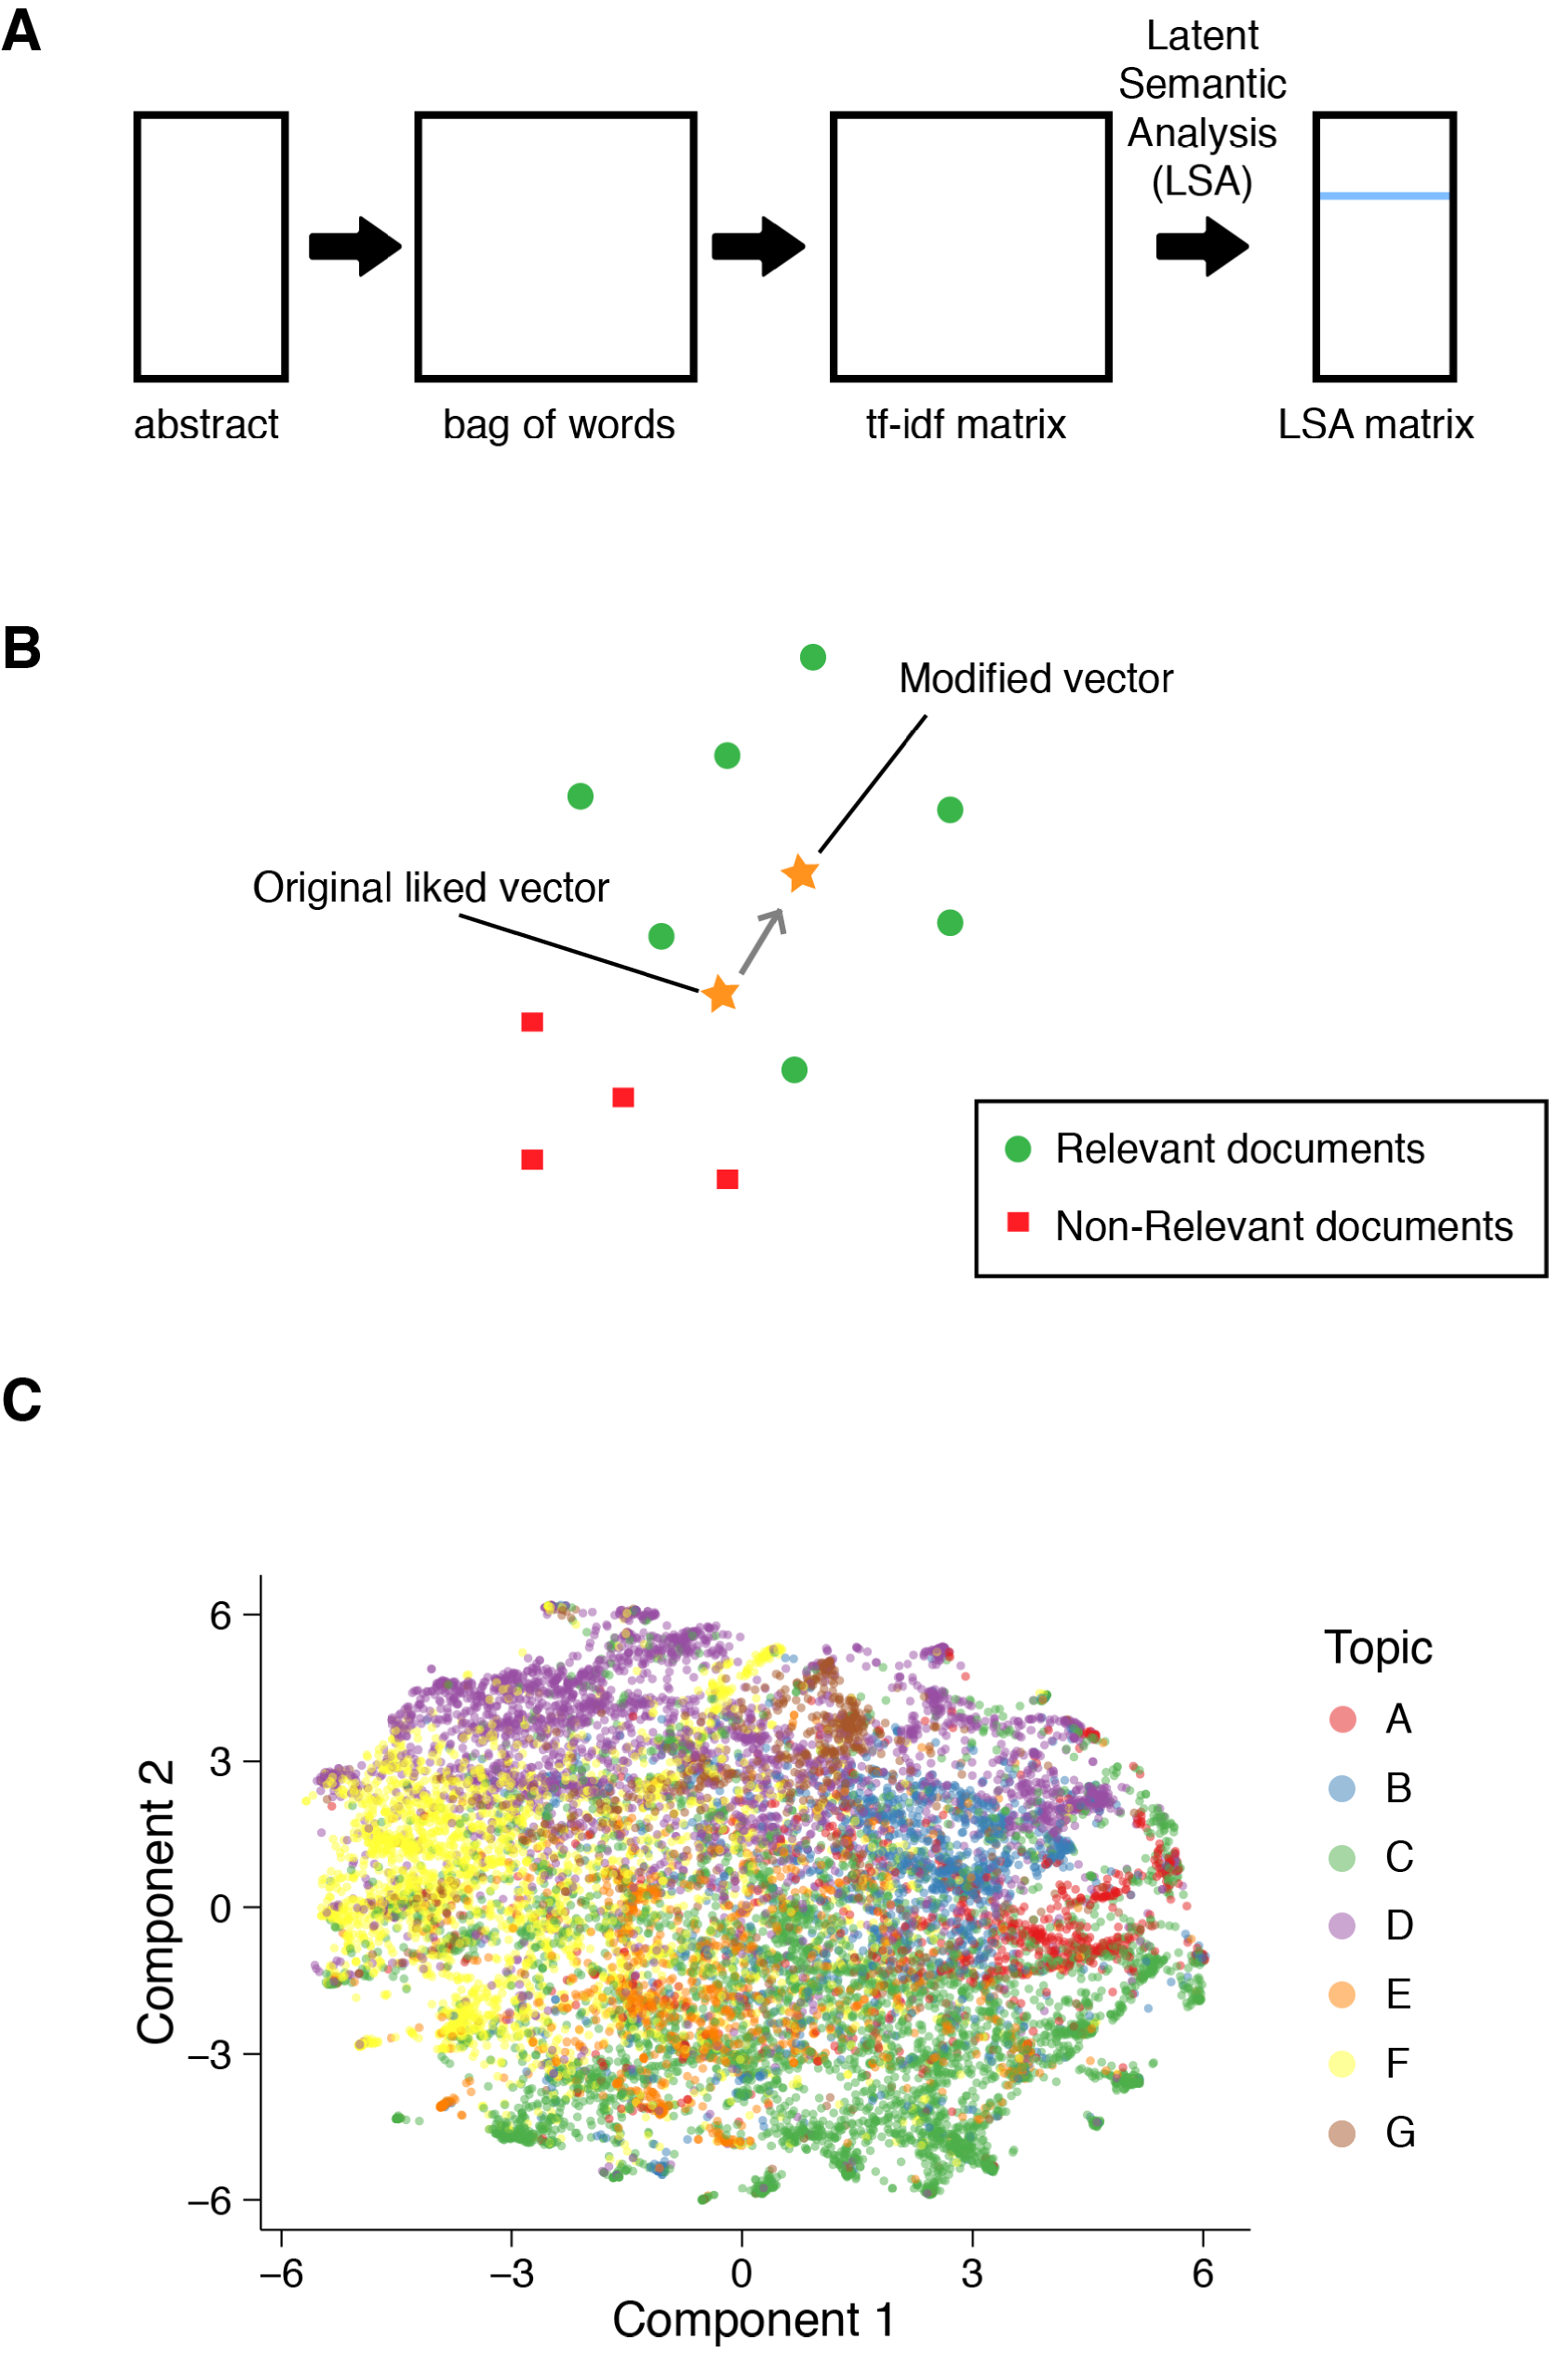 A
Latent
Semantic
Analysis
(LSA)
abstract
bag of words
tf-idf matrix
LSA matrix
B
Modified vector
Original liked vector
Relevant documents
Non-Relevant documents
C
Component 2
6
3
0
−3
−6
−6
−3
0
3
6
Component 1
Topic
A
B
C
D
E
F
G